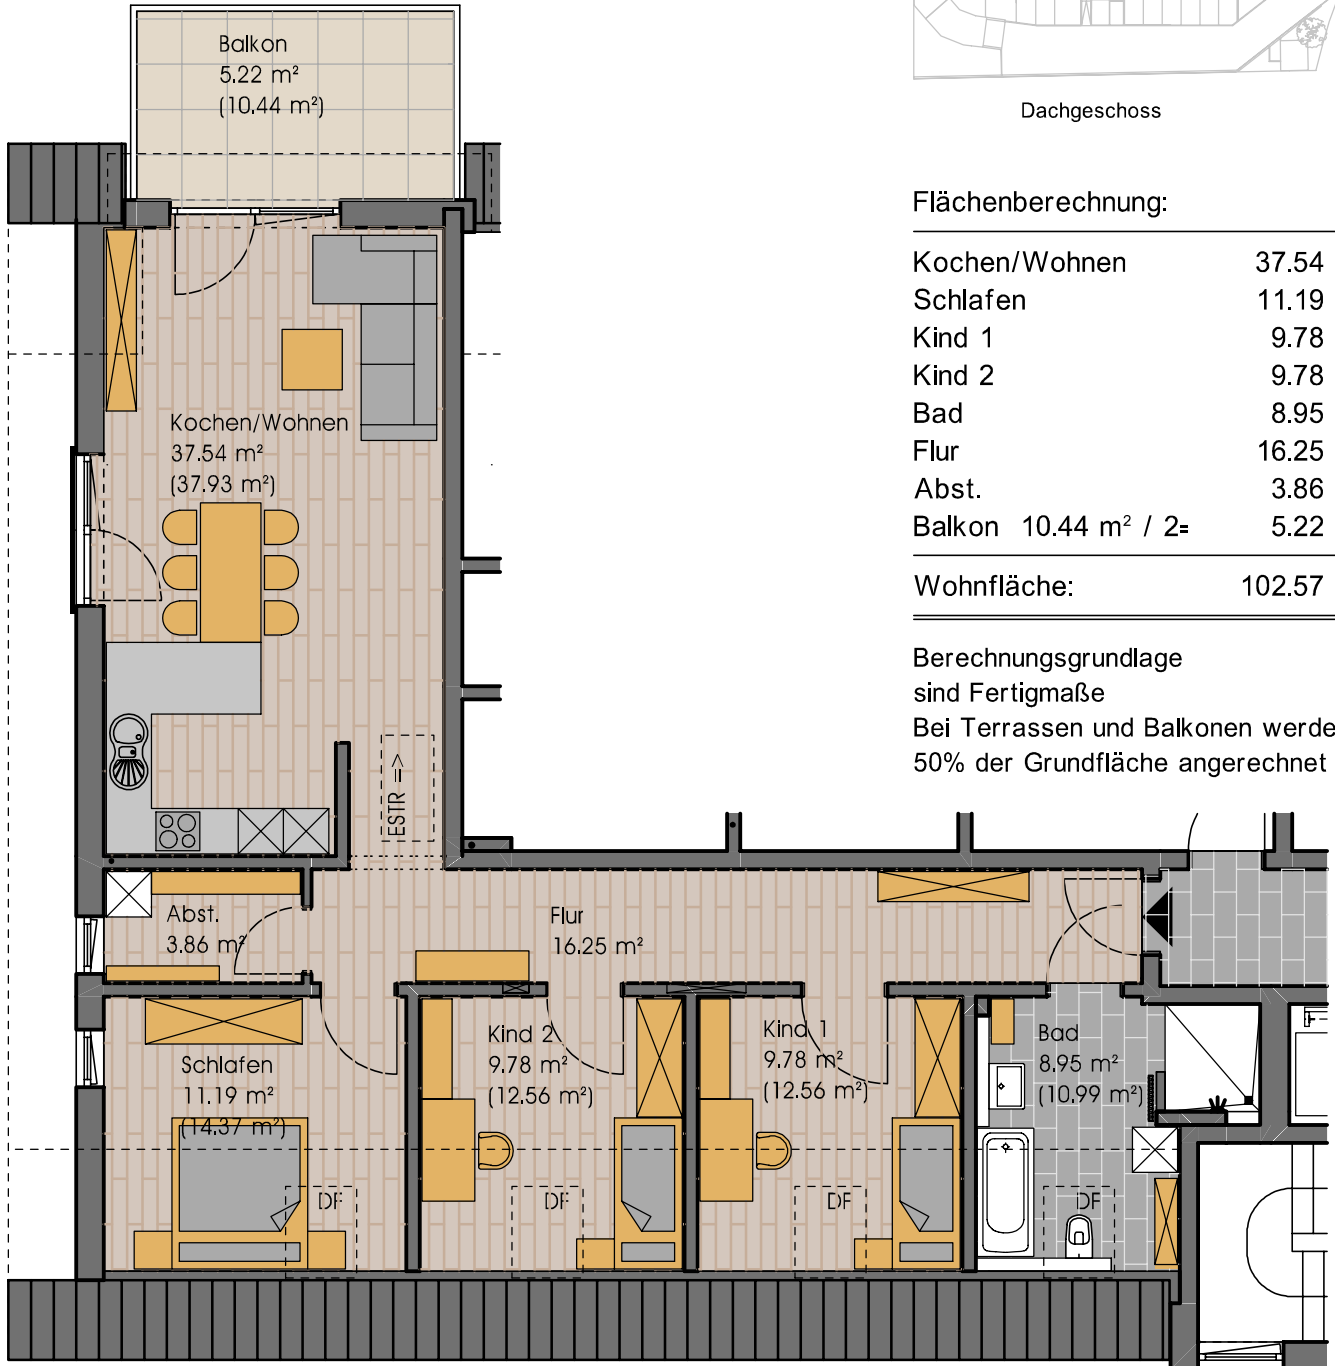 Balkon
5.22 m²
(10.44 m²)
Dachgeschoss
Flächenberechnung:
Kochen/Wohnen 37.54
Schlafen 11.19
Kind 1 9.78
Kind 2 9.78
Bad 8.95
Flur 16.25
Abst. 3.86
Balkon 10.44 m² / 2= 5.22
Wohnfläche: 102.57
Berechnungsgrundlage
sind Fertigmaße
Bei Terrassen und Balkonen werde
50% der Grundfläche angerechnet
Kochen/Wohnen
37.54 m²
(37.93 m²)
ESTR =>
Abst.
3.86 m²
Flur
16.25 m²
Schlafen
11.19 m²
(14.37 m²)
Kind 2
9.78 m²
(12.56 m²)
Kind 1
9.78 m²
(12.56 m²)
Bad
8.95 m²
(10.99 m²)
DF
DF
DF
DF